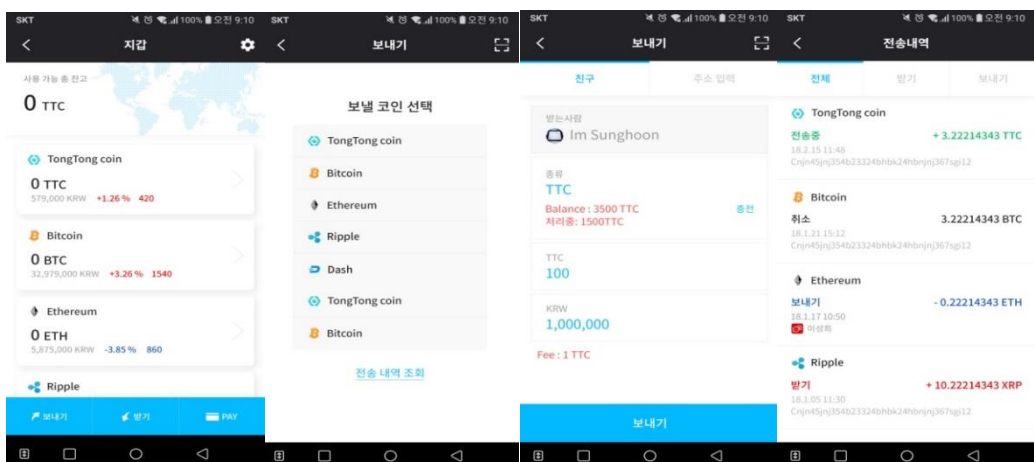 SKT 100% 오전 9:10
지갑
사용 가능 총 잔고
0 TTC
TongTong coin
0 TTC
579,000 KRW +1.26 % 420
Bitcoin
0 BTC
32,979,000 KRW +3.26 % 1540
Ethereum
0 ETH
5,875,000 KRW -3.85 % 860
Ripple
보내기 받기 PAY
SKT 100% 오전 9:10
보내기
보낼 코인 선택
TongTong coin
Bitcoin
Ethereum
Ripple
Dash
TongTong coin
Bitcoin
전송 내역 조회
SKT 100% 오전 9:10
보내기
친구 주소 입력
받는사람
Im Sunghoon
종류
TTC
Balance : 3500 TTC 충전
처리중: 1500TTC
TTC
100
KRW
1,000,000
Fee : 1 TTC
보내기
SKT 100% 오전 9:10
전송내역
전체 받기 보내기
TongTong coin
전송중 + 3.22214343 TTC
18.2.15 11:48
Cnjn45jnj354b23324bhbk24hbnjnj367sgi12
Bitcoin
취소 3.22214343 BTC
18.1.21 15:12
Cnjn45jnj354b23324bhbk24hbnjnj367sgi12
Ethereum
보내기 - 0.22214343 ETH
18.1.17 10:50
이성희
Ripple
받기 + 10.22214343 XRP
18.1.05 11:30
Cnjn45jnj354b23324bhbk24hbnjnj367sgi12